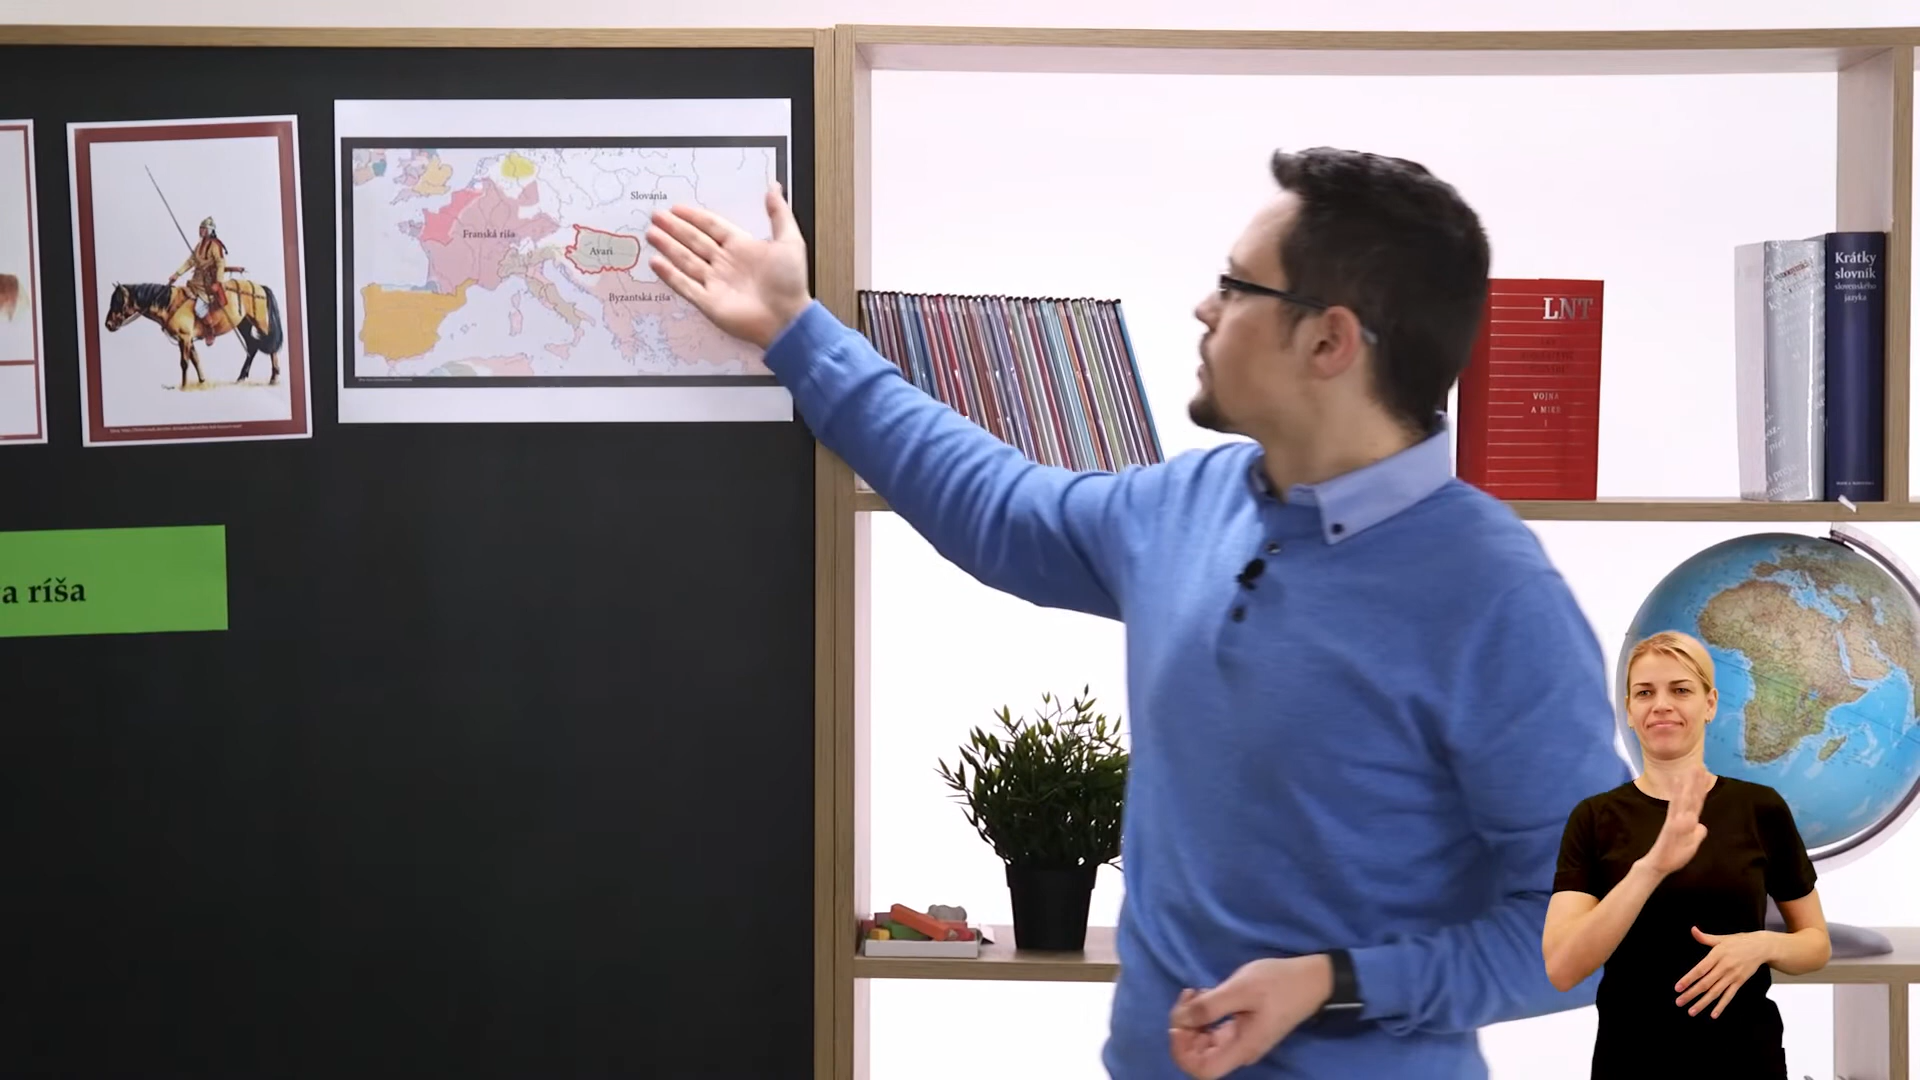 Slovania
Franská ríša
Avari
Byzantská ríša
a ríša
LNT
VOJNA
A MIER
I
Krátky
slovník
slovenského
jazyka